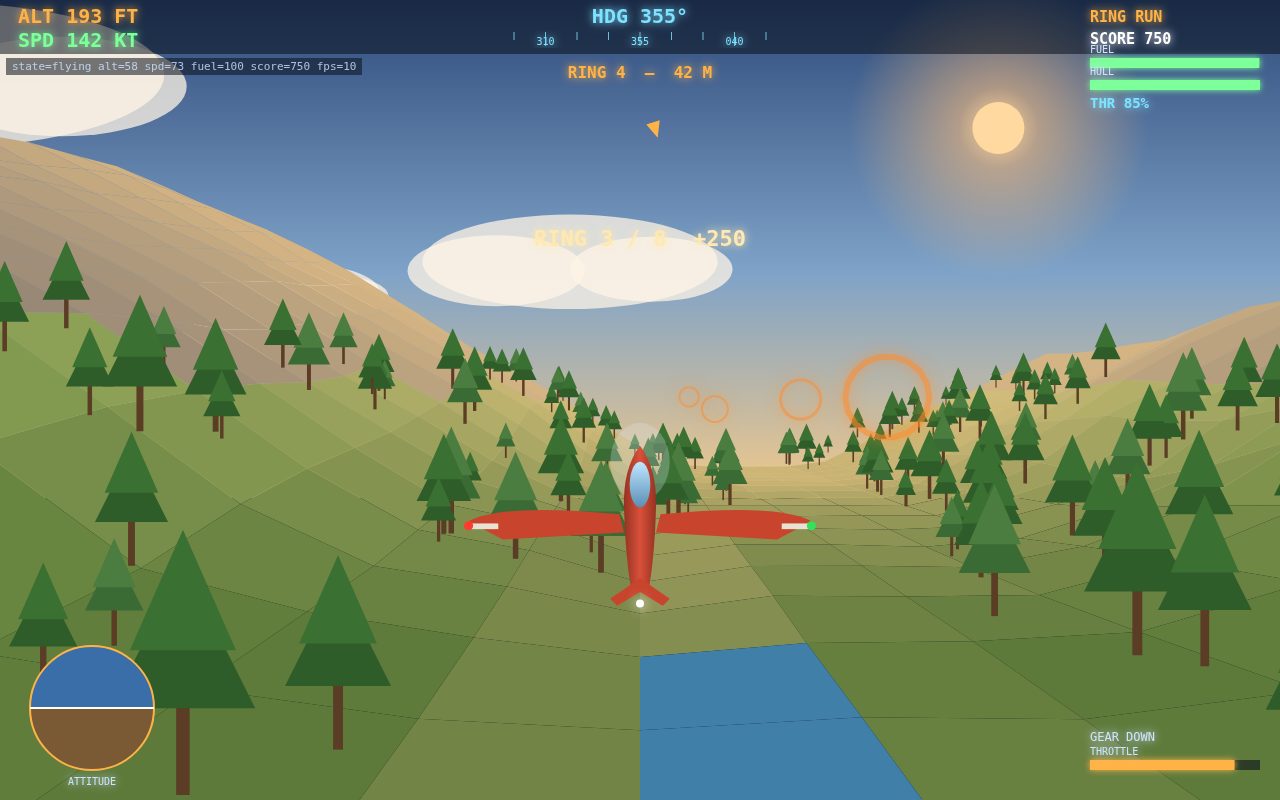 ALT 193 FT
SPD 142 KT
state=flying alt=58 spd=73 fuel=100 score=750 fps=10
HDG 355°
310 355 040
RING 4 — 42 M
RING RUN
SCORE 750
FUEL
HULL
THR 85%
RING 3 / 8 +250
ATTITUDE
GEAR DOWN
THROTTLE